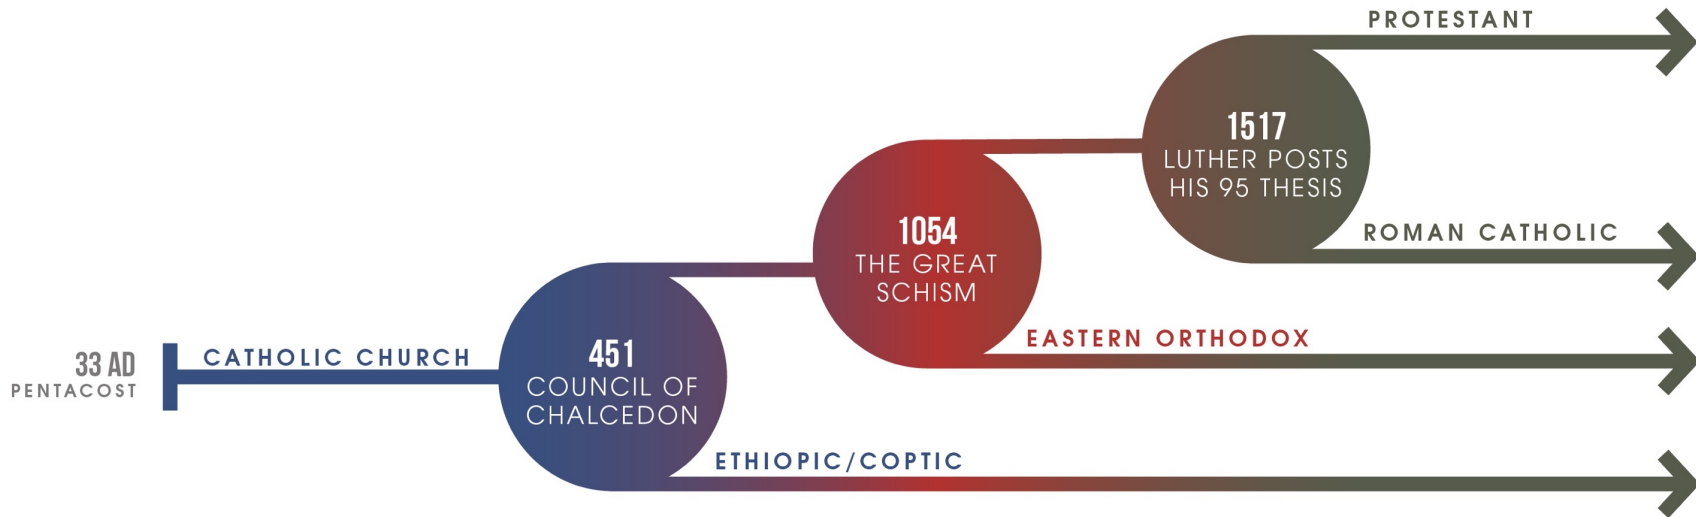 33 AD
PENTACOST
CATHOLIC CHURCH
451
COUNCIL OF
CHALCEDON
ETHIOPIC/COPTIC
1054
THE GREAT
SCHISM
EASTERN ORTHODOX
1517
LUTHER POSTS
HIS 95 THESIS
PROTESTANT
ROMAN CATHOLIC